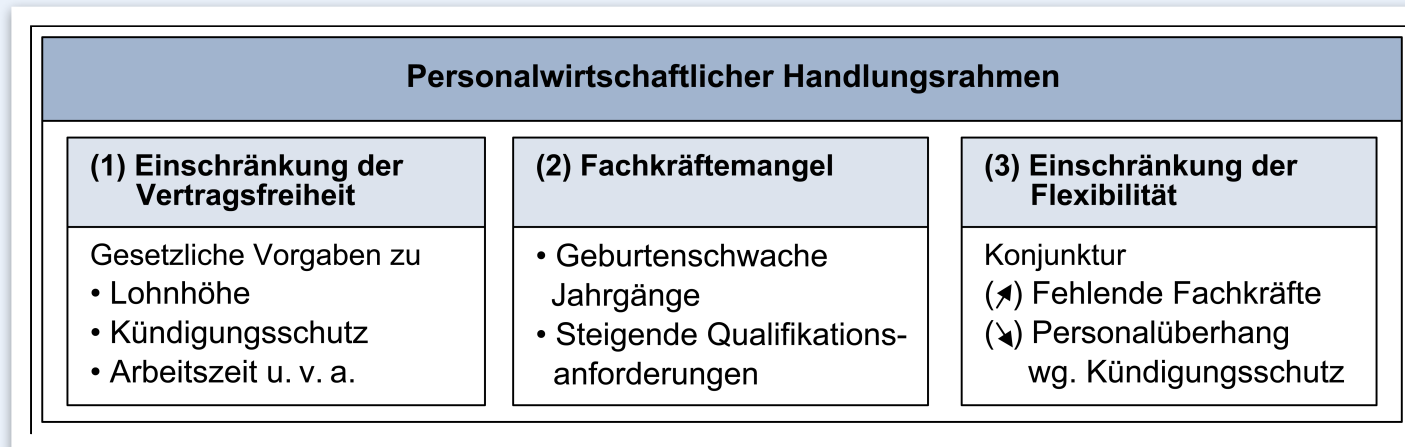 Personalwirtschaftlicher Handlungsrahmen
(1) Einschränkung der
Vertragsfreiheit
Gesetzliche Vorgaben zu
• Lohnhöhe
• Kündigungsschutz
• Arbeitszeit u. v. a.
(2) Fachkräftemangel
• Geburtenschwache
Jahrgänge
• Steigende Qualifikations-
anforderungen
(3) Einschränkung der
Flexibilität
Konjunktur
(↗) Fehlende Fachkräfte
(↘) Personalüberhang
wg. Kündigungsschutz